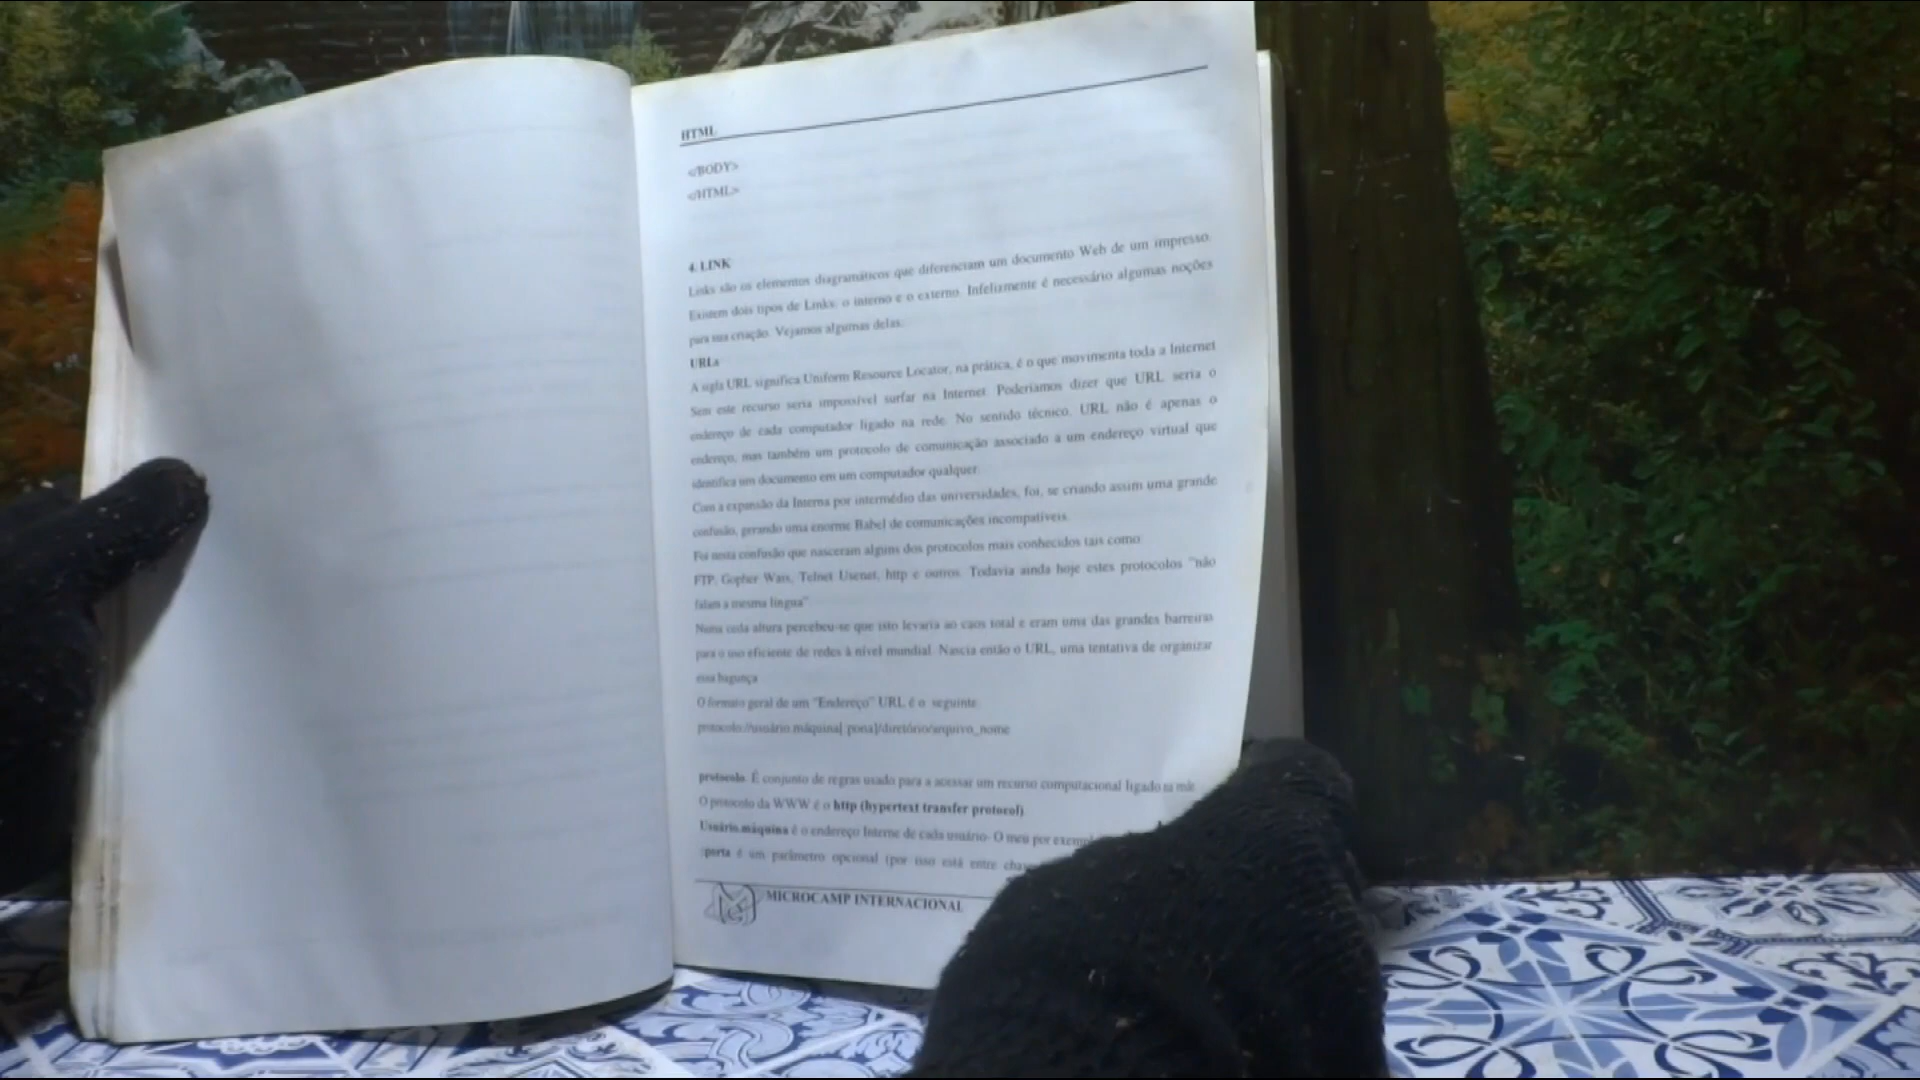 HTML
</BODY>
</HTML>
4. LINK
Links são os elementos diagramáticos que diferenciam um documento Web de um impresso.
Existem dois tipos de Links: o interno e o externo. Infelizmente é necessário algumas noções
para sua criação. Vejamos algumas delas.
URLs
A sigla URL significa Uniform Resource Locator, na prática, é o que movimenta toda a Internet
Sem este recurso seria impossível surfar na Internet. Poderíamos dizer que URL seria o
endereço de cada computador ligado na rede. No sentido técnico, URL não é apenas o
endereço, mas também um protocolo de comunicação associado a um endereço virtual que
identifica um documento em um computador qualquer.
Com a expansão da Interna por intermédio das universidades, foi, se criando assim uma grande
confusão, gerando uma enorme Babel de comunicações incompatíveis.
Foi nesta confusão que nasceram alguns dos protocolos mais conhecidos tais como:
FTP, Gopher Wais, Telnet Usenet, http e outros. Todavia ainda hoje estes protocolos "não
falam a mesma língua"
Numa cada altura percebeu-se que isto levaria ao caos total e eram uma das grandes barreiras
para o uso eficiente de redes à nível mundial. Nascia então o URL, uma tentativa de organizar
essa bagunça
O formato geral de um "Endereço" URL é o seguinte:
protocolo://usuário.máquina[:porta]/diretório/arquivo_nome
protocolo. É conjunto de regras usado para a acessar um recurso computacional ligado na rede.
O protocolo da WWW é o http (hypertext transfer protocol).
Usuário.máquina é o endereço Interne de cada usuário- O meu por
:porta é um parâmetro opcional (por isso está entre
MICROCAMP INTERNACIONAL